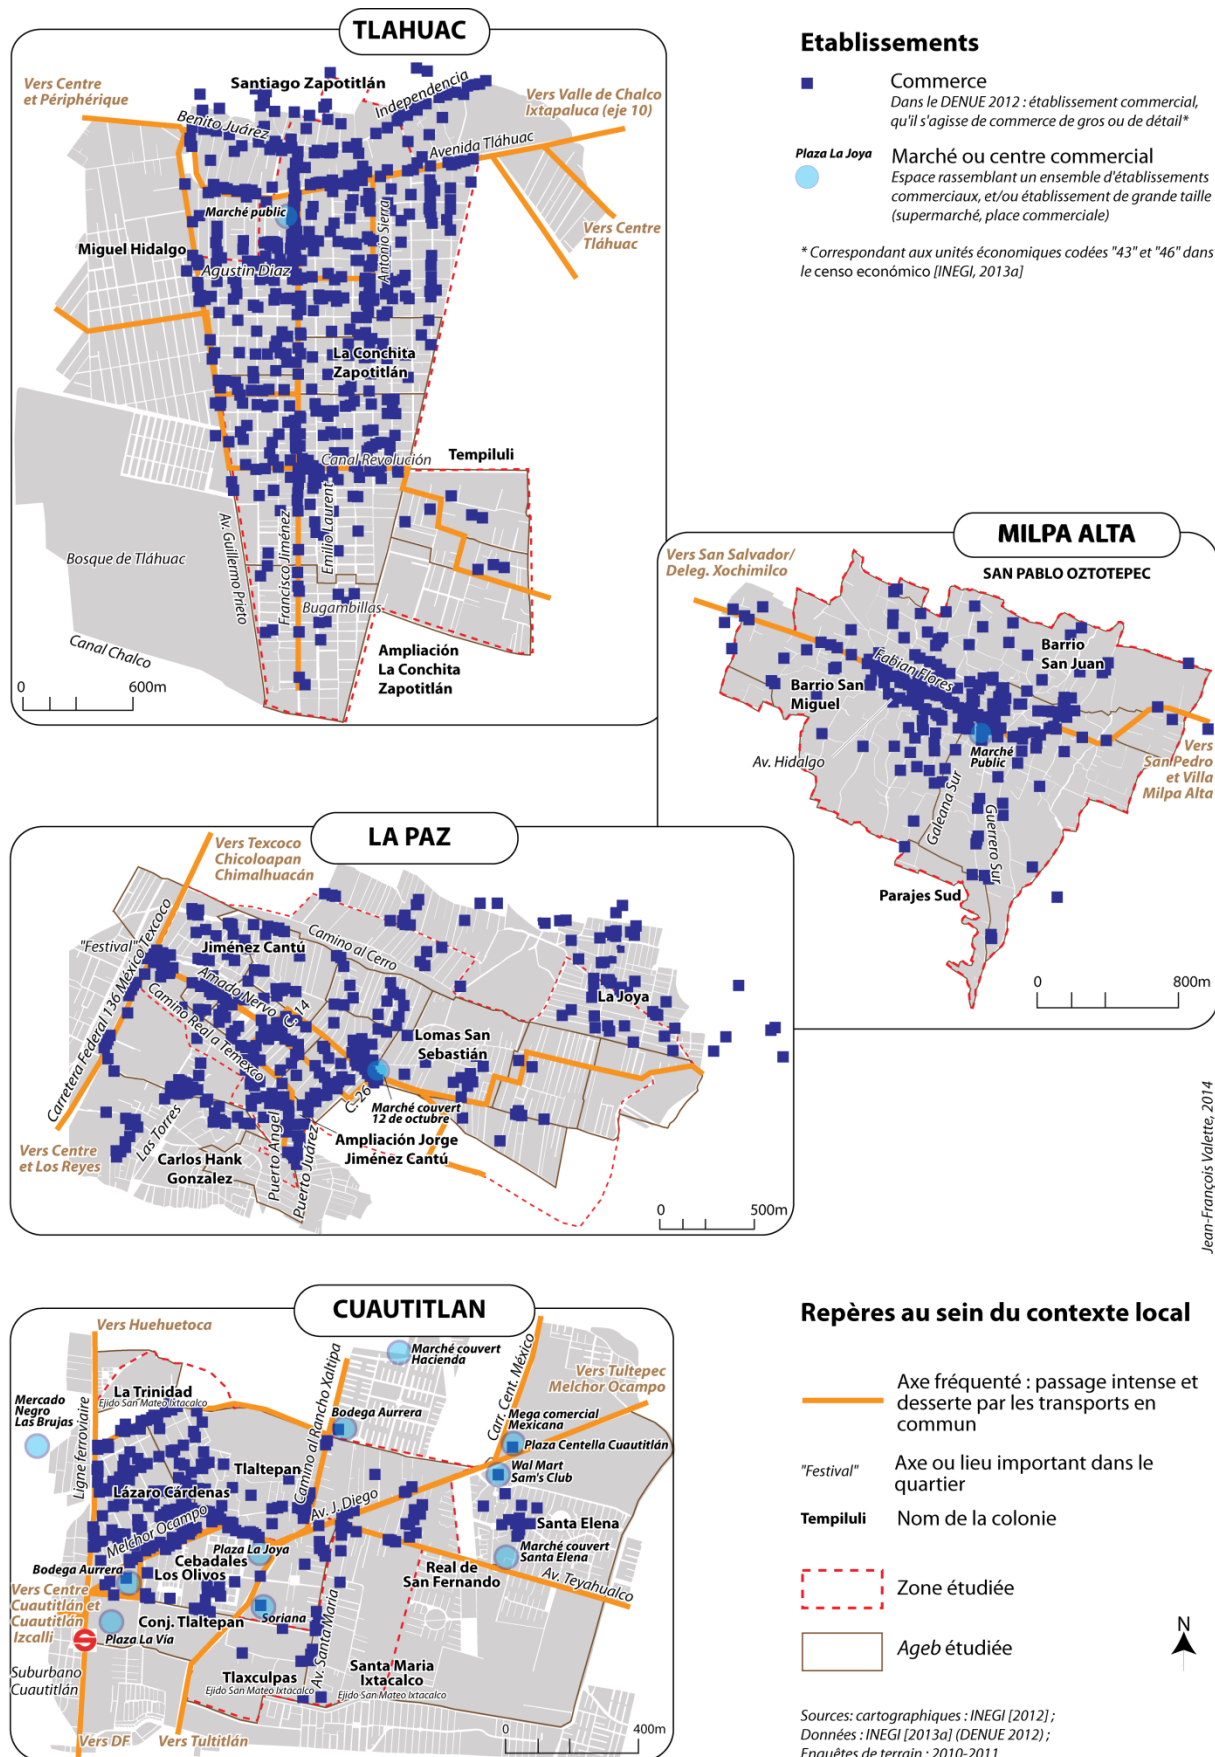 TLAHUAC
Vers Centre
et Périphérique
Santiago Zapotitlán
Independencia
Vers Valle de Chalco
Ixtapaluca (eje 10)
Benito Juárez
Avenida Tláhuac
Marché public
Antonio Sierra
Vers Centre
Tláhuac
Miguel Hidalgo
Agustin Diaz
La Conchita
Zapotitlán
Canal Revolución
Tempiluli
Av. Guillermo Prieto
Francisco Jiménez
Emilio Laurent
Bosque de Tláhuac
Bugambillas
Canal Chalco
Ampliación
La Conchita
Zapotitlán
0
600m
Etablissements
Commerce
Dans le DENUE 2012 : établissement commercial,
qu'il s'agisse de commerce de gros ou de détail*
Plaza La Joya
Marché ou centre commercial
Espace rassemblant un ensemble d'établissements
commerciaux, et/ou établissement de grande taille
(supermarché, place commerciale)
* Correspondant aux unités économiques codées "43" et "46" dans
le censo económico [INEGI, 2013a]
MILPA ALTA
Vers San Salvador/
Deleg. Xochimilco
SAN PABLO OZTOTEPEC
Barrio
San Juan
Fabian Flores
Barrio San
Miguel
Av. Hidalgo
Marché
Public
Vers
San Pedro
et Villa
Milpa Alta
Galeana Sur
Guerrero Sur
Parajes Sud
0
800m
LA PAZ
Vers Texcoco
Chicoloapan
Chimalhuacán
"Festival"
Carretera Federal 136 México Texcoco
Jiménez Cantú
Camino al Cerro
Amado Nervo
C. 14
Camino Real a Temexco
La Joya
Lomas San
Sebastián
C. 26
Marché couvert
12 de octubre
Las Torres
Puerto Angel
Puerto Juárez
Ampliación Jorge
Jiménez Cantú
Vers Centre
et Los Reyes
Carlos Hank
Gonzalez
0
500m
Jean-François Valette, 2014
CUAUTITLAN
Vers Huehuetoca
Marché couvert
Hacienda
Vers Tultepec
Melchor Ocampo
La Trinidad
Ejido San Mateo Ixtacalco
Mercado
Negro
Las Brujas
Ligne ferroviaire
Camino al Rancho Xaltipa
Bodega Aurrera
Carr. Cent. México
Mega comercial
Mexicana
Plaza Centella Cuautitlán
Tlaltepan
Wal Mart
Sam's Club
Lázaro Cárdenas
Av. J. Diego
Melchor Ocampo
Santa Elena
Plaza La Joya
Marché couvert
Santa Elena
Bodega Aurrera
Cebadales
Los Olivos
Real de
San Fernando
Av. Teyahualco
Vers Centre
Cuautitlán et
Cuautitlán
Izcalli
Conj. Tlaltepan
Soriana
Plaza La Vía
Av. Santa Maria
Suburbano
Cuautitlán
Tlaxculpas
Ejido San Mateo Ixtacalco
Santa Maria
Ixtacalco
Ejido San Mateo Ixtacalco
Vers DF
Vers Tultitlán
0
400m
Repères au sein du contexte local
Axe fréquenté : passage intense et
desserte par les transports en
commun
"Festival"
Axe ou lieu important dans le
quartier
Tempiluli
Nom de la colonie
Zone étudiée
Ageb étudiée
N
Sources: cartographiques : INEGI [2012] ;
Données : INEGI [2013a] (DENUE 2012) ;
Enquêtes de terrain : 2010-2011